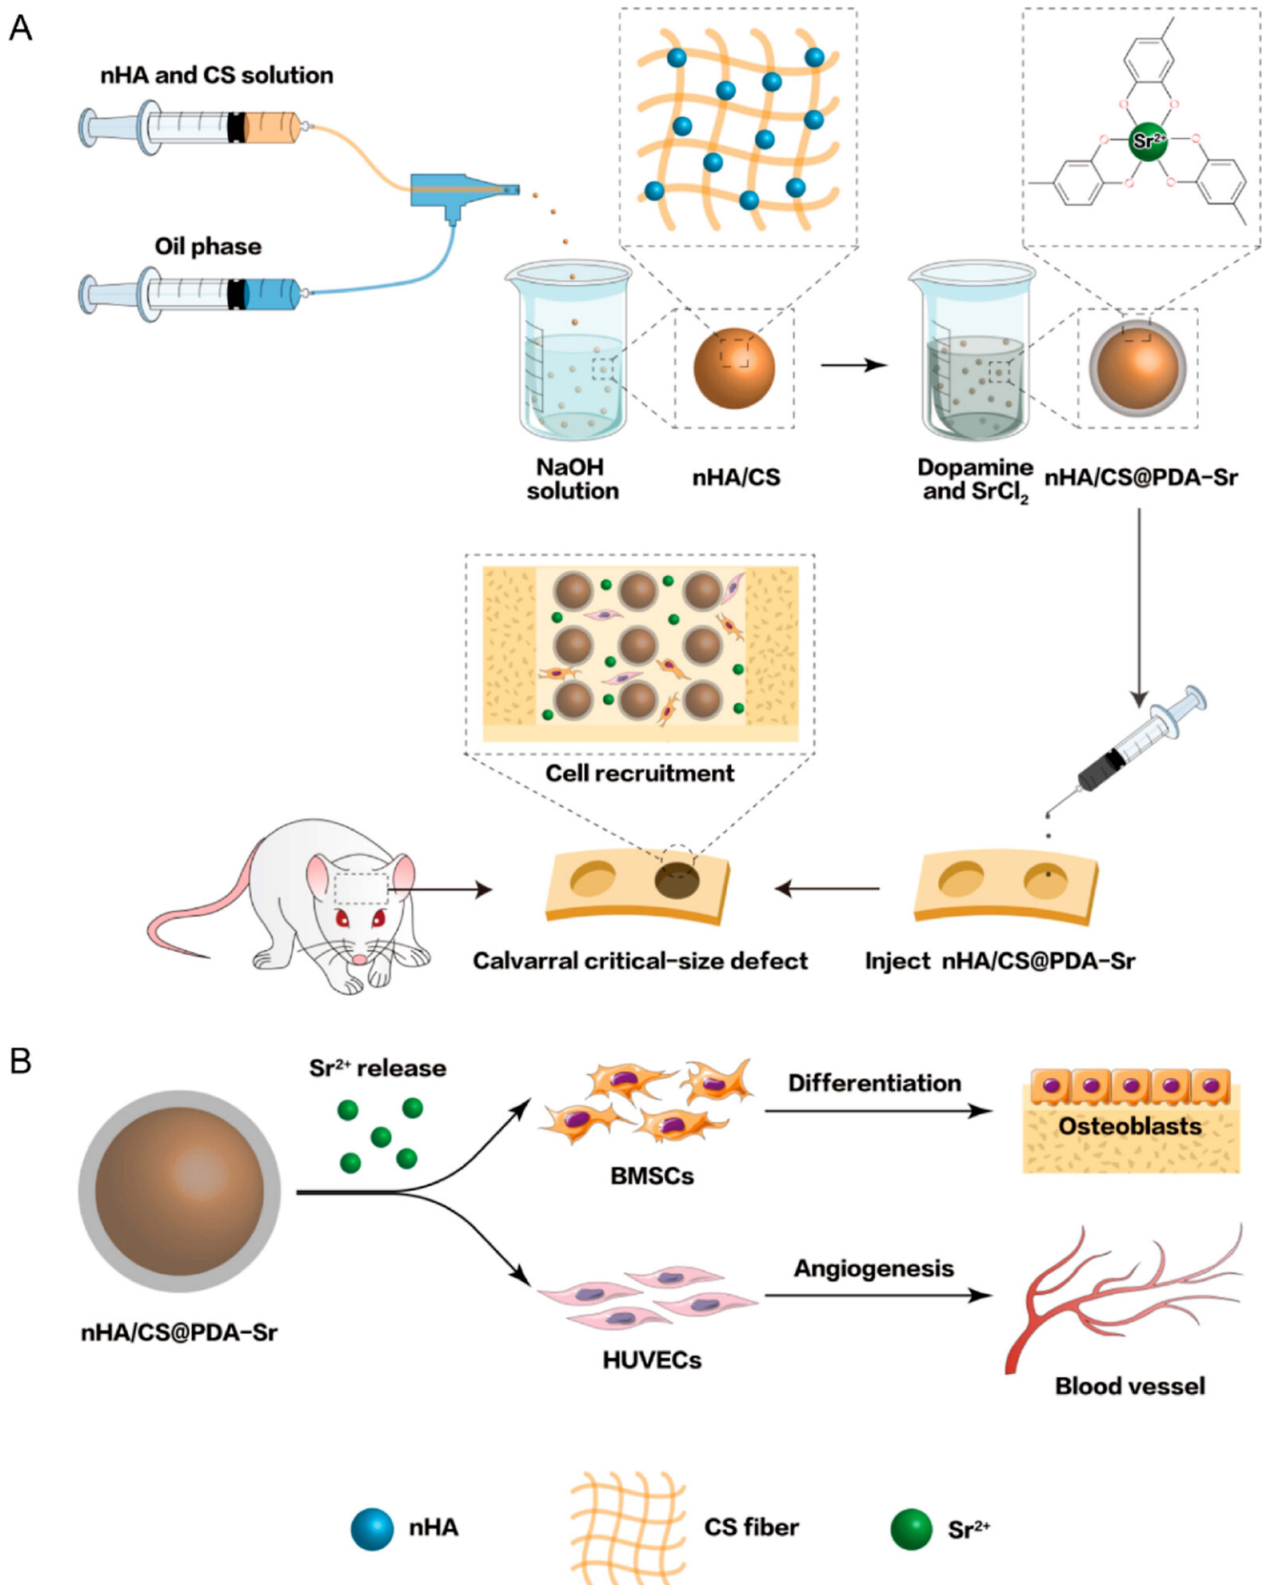 A
nHA and CS solution
Oil phase
Sr²⁺
NaOH
solution
nHA/CS
Dopamine
and SrCl₂
nHA/CS@PDA–Sr
Cell recruitment
Calvarral critical–size defect
Inject nHA/CS@PDA–Sr
B
Sr²⁺ release
nHA/CS@PDA–Sr
BMSCs
Differentiation
Osteoblasts
HUVECs
Angiogenesis
Blood vessel
nHA
CS fiber
Sr²⁺